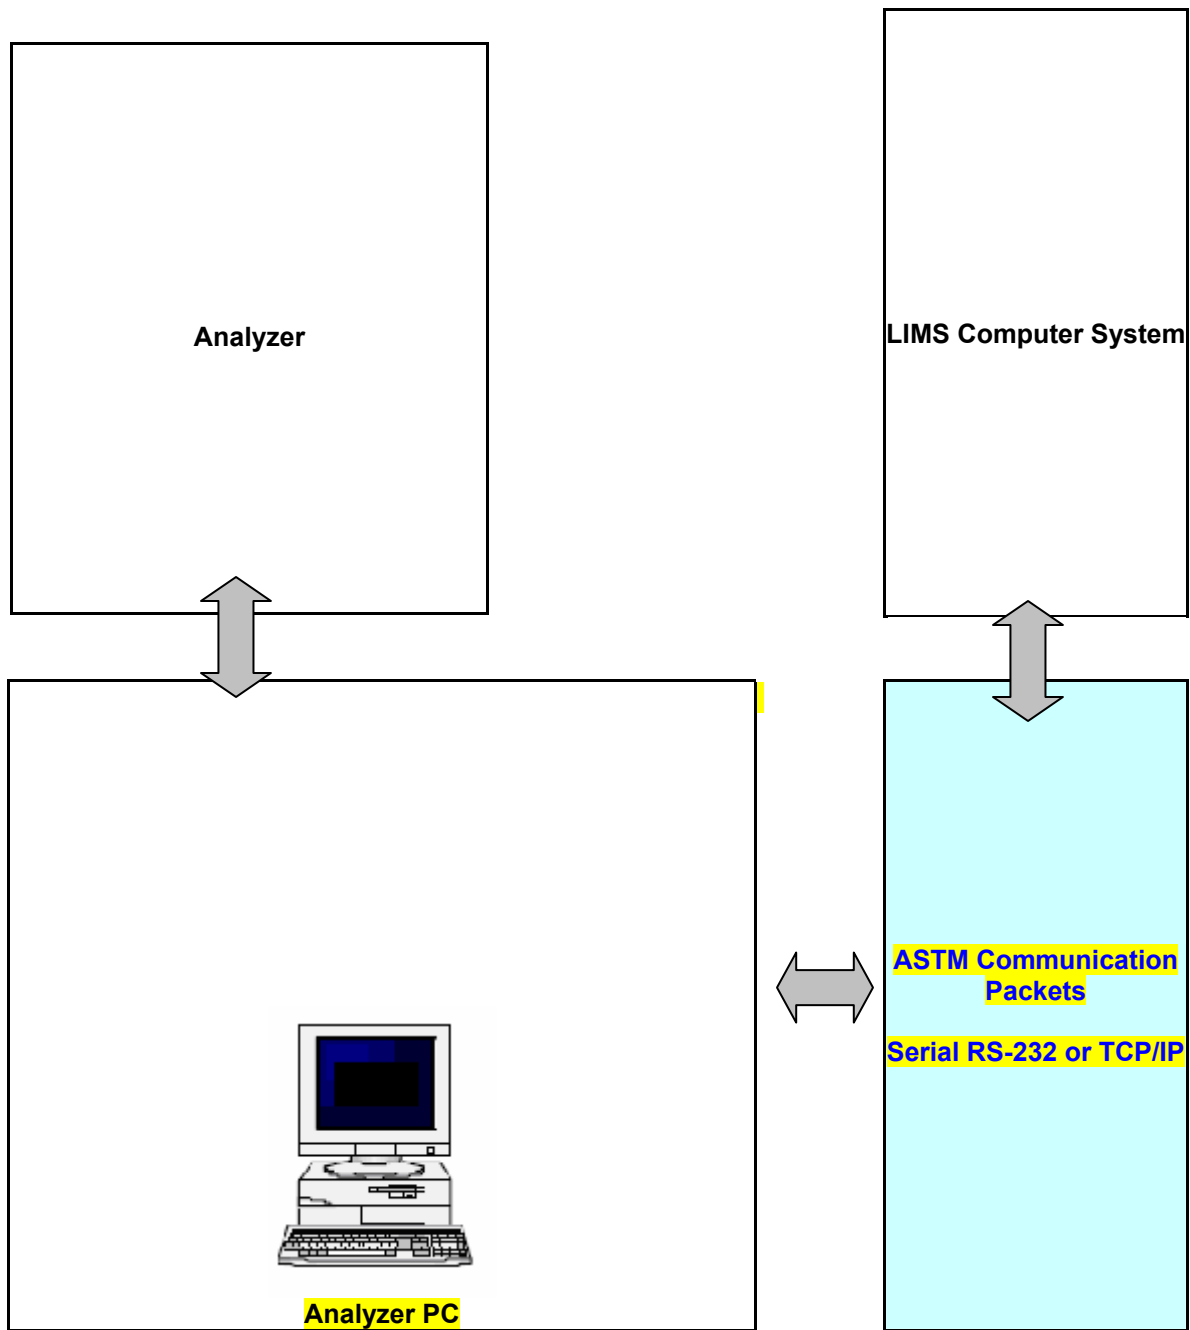 Analyzer
LIMS Computer System
ASTM Communication
Packets
Serial RS-232 or TCP/IP
Analyzer PC